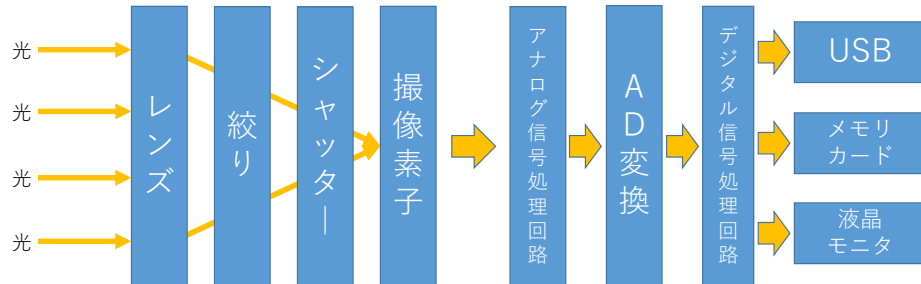 光
光
光
光
レンズ
絞り
シャッター
撮像素子
アナログ信号処理回路
AD変換
デジタル信号処理回路
USB
メモリ
カード
液晶
モニタ